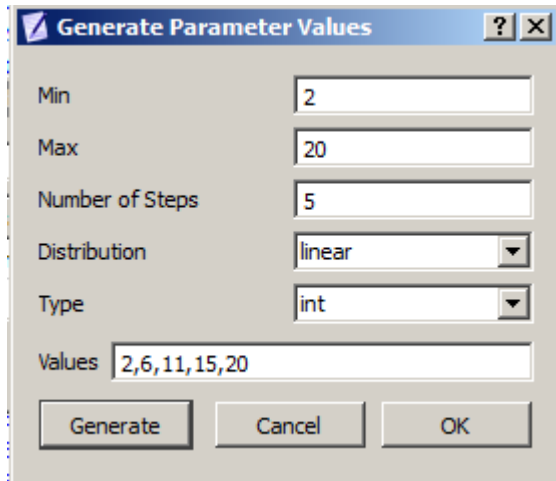 Generate Parameter Values
Min 2
Max 20
Number of Steps 5
Distribution linear
Type int
Values 2,6,11,15,20
Generate Cancel OK